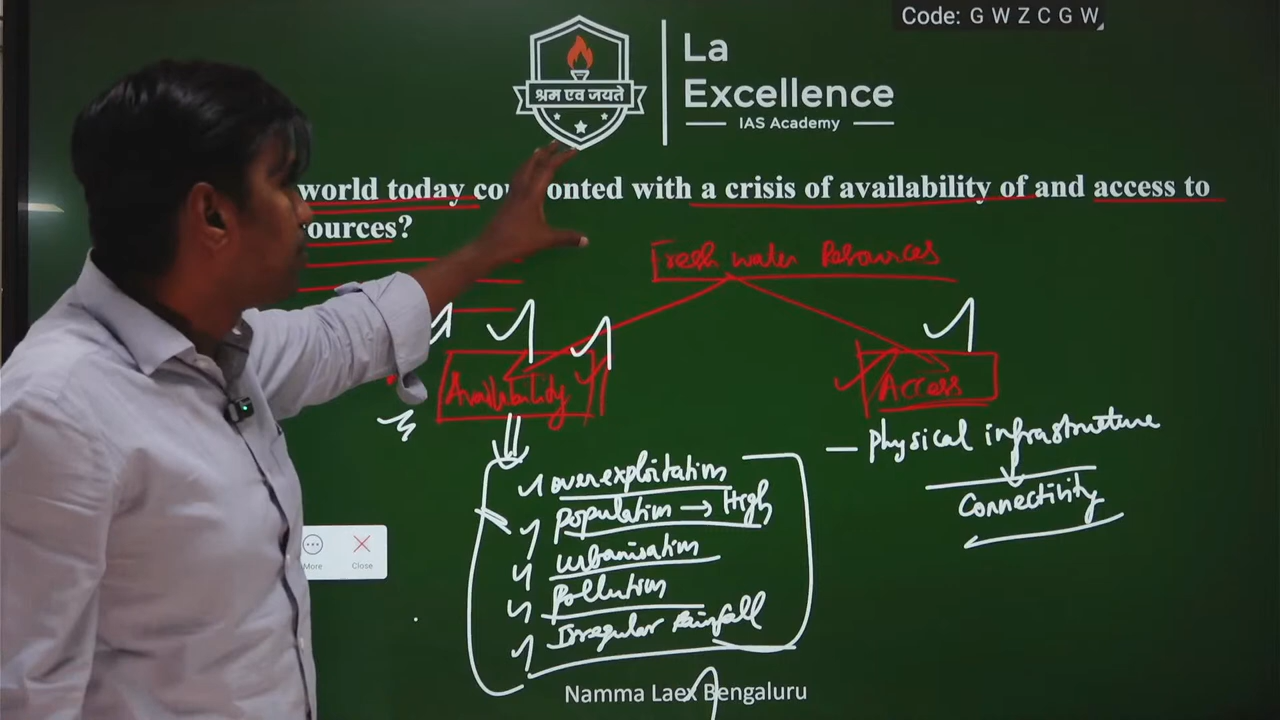 Code: G W Z C G W
La
Excellence
IAS Academy
श्रम एव जयते
world today confronted with a crisis of availability of and access to
ources?
Fresh water Resources
Availability
Access
— Physical infrastructure
Connectivity
overexploitation
population → High
urbanisation
Pollution
Irregular Rainfall
More
Close
Namma Laex Bengaluru